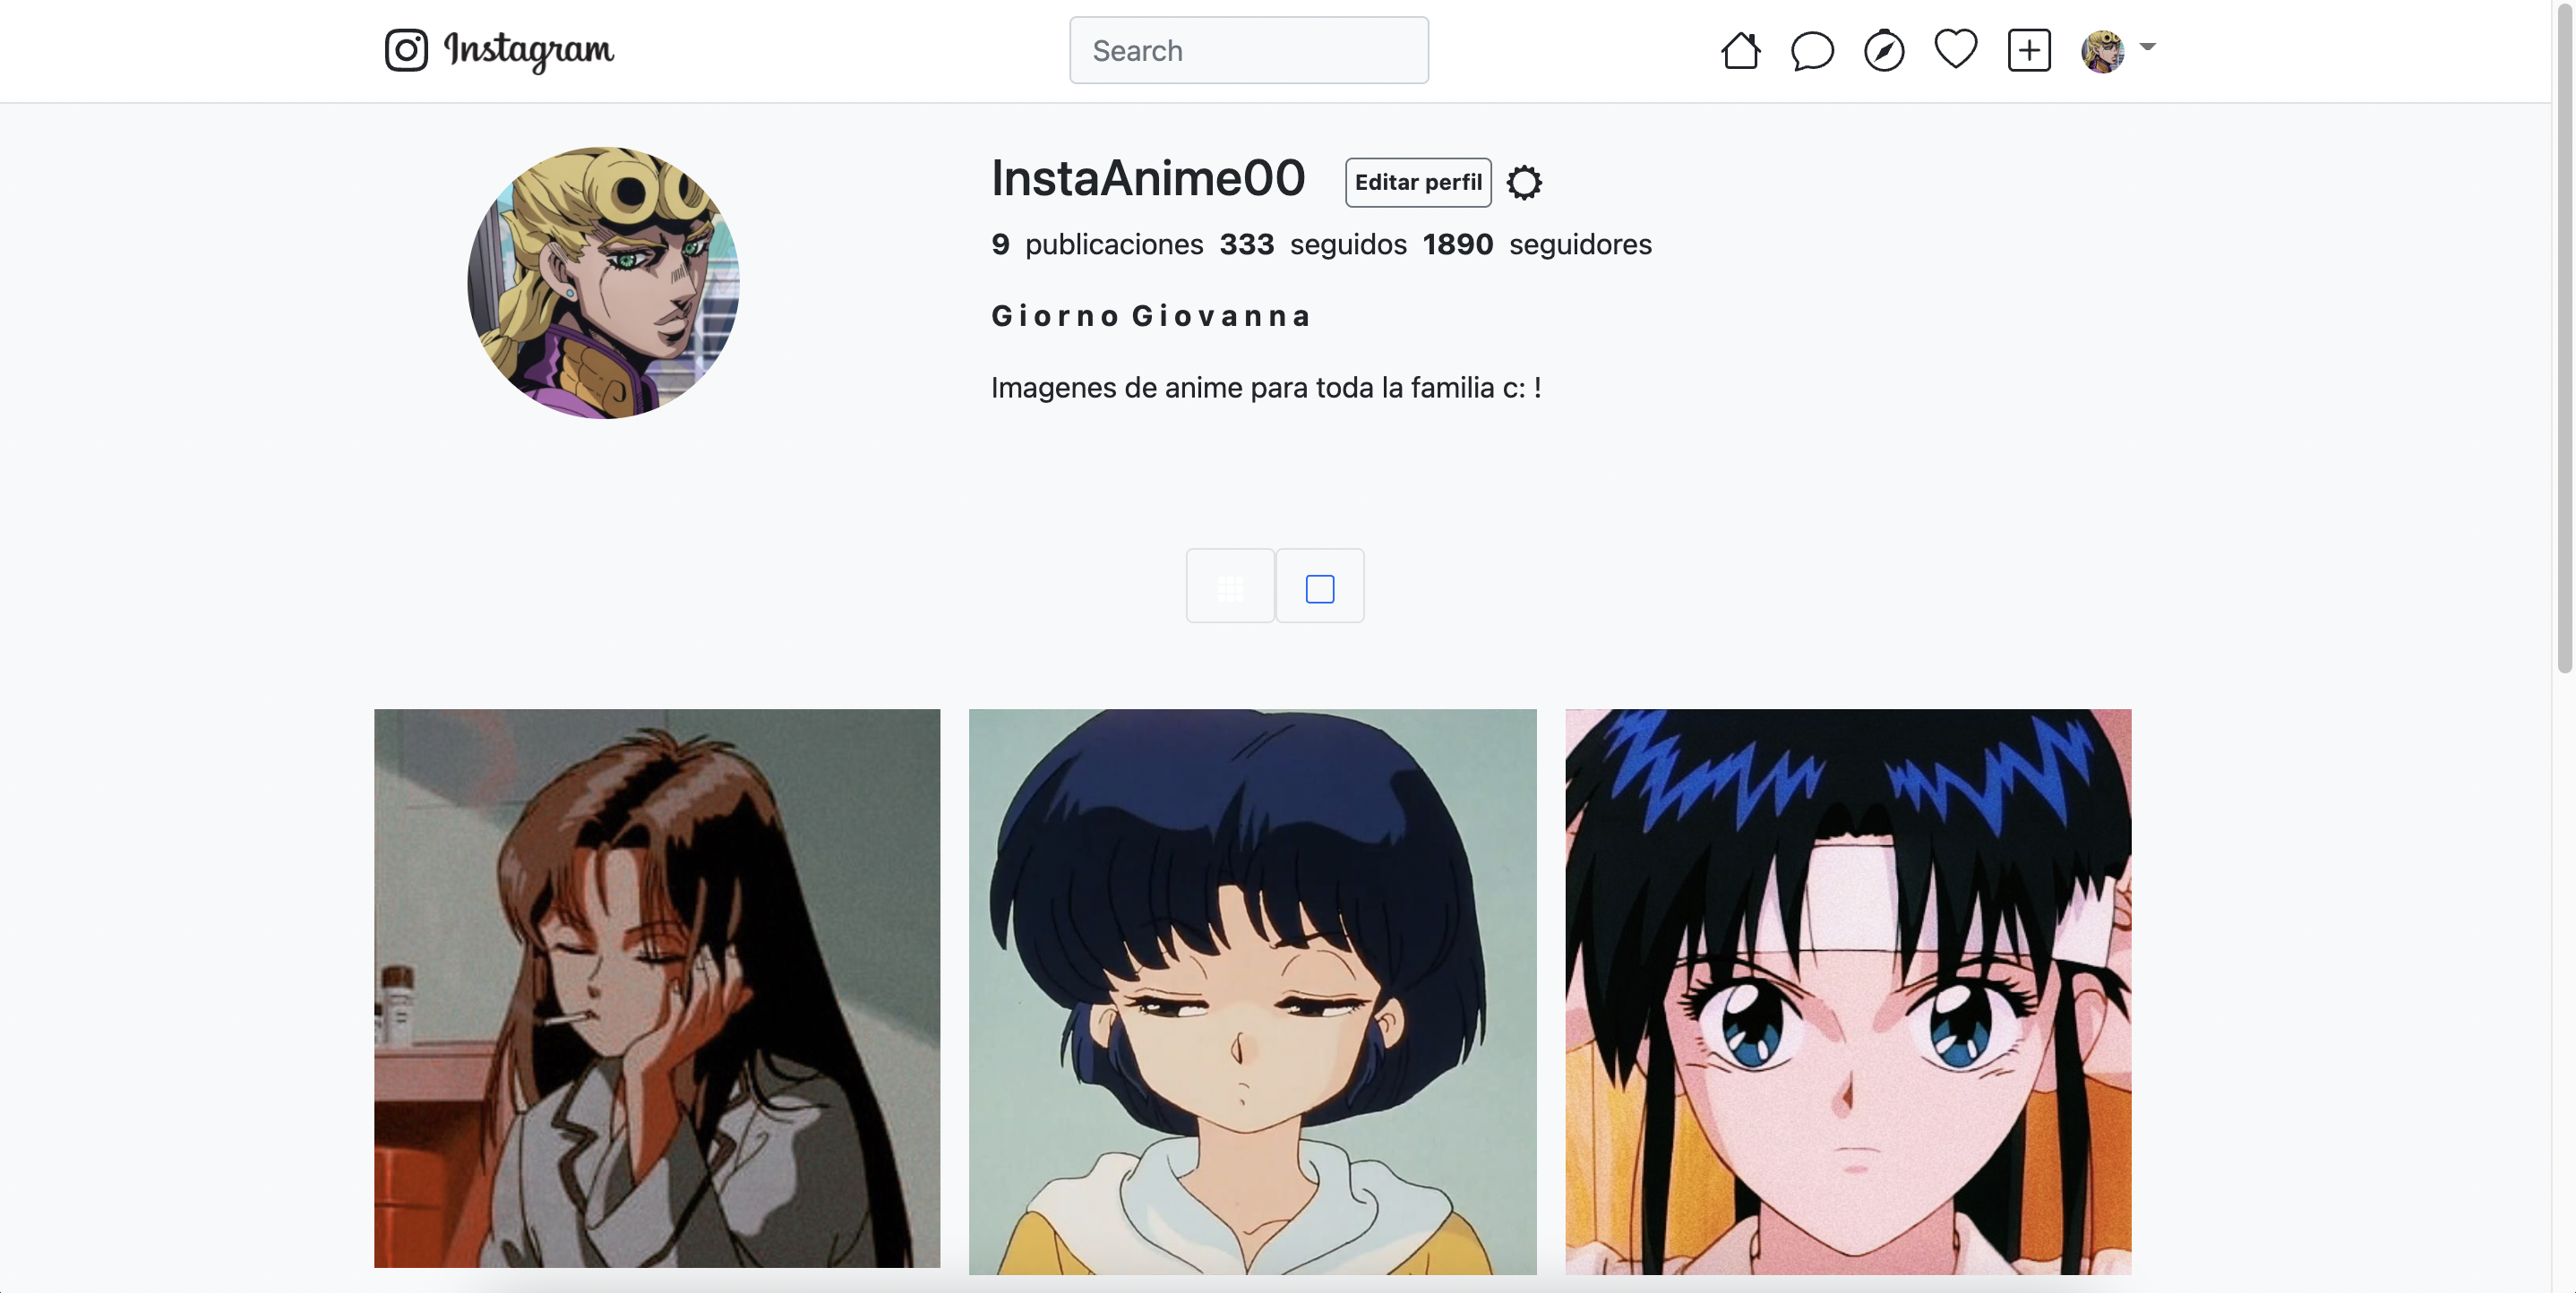 Instagram
Search
InstaAnime00 Editar perfil
9 publicaciones 333 seguidos 1890 seguidores
Giorno Giovanna
Imagenes de anime para toda la familia c: !